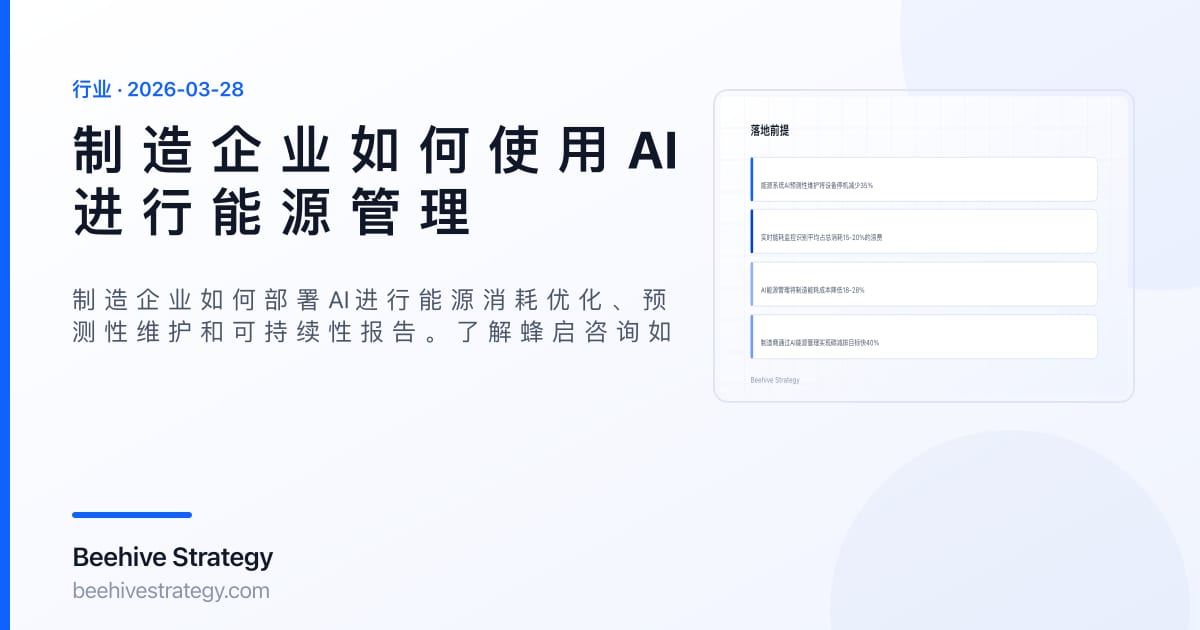 行业 · 2026-03-28
制造企业如何使用 AI
进行能源管理
制造企业如何部署 AI 进行能源消耗优化、预
测性维护和可持续性报告。了解蜂启咨询如
落地前提
能源系统AI预测性维护将设备停机减少35%
实时能耗监控识别平均占总消耗15-20%的浪费
AI能源管理将制造能耗成本降低18-28%
制造商通过AI能源管理实现碳减排目标快40%
Beehive Strategy
Beehive Strategy
beehivestrategy.com